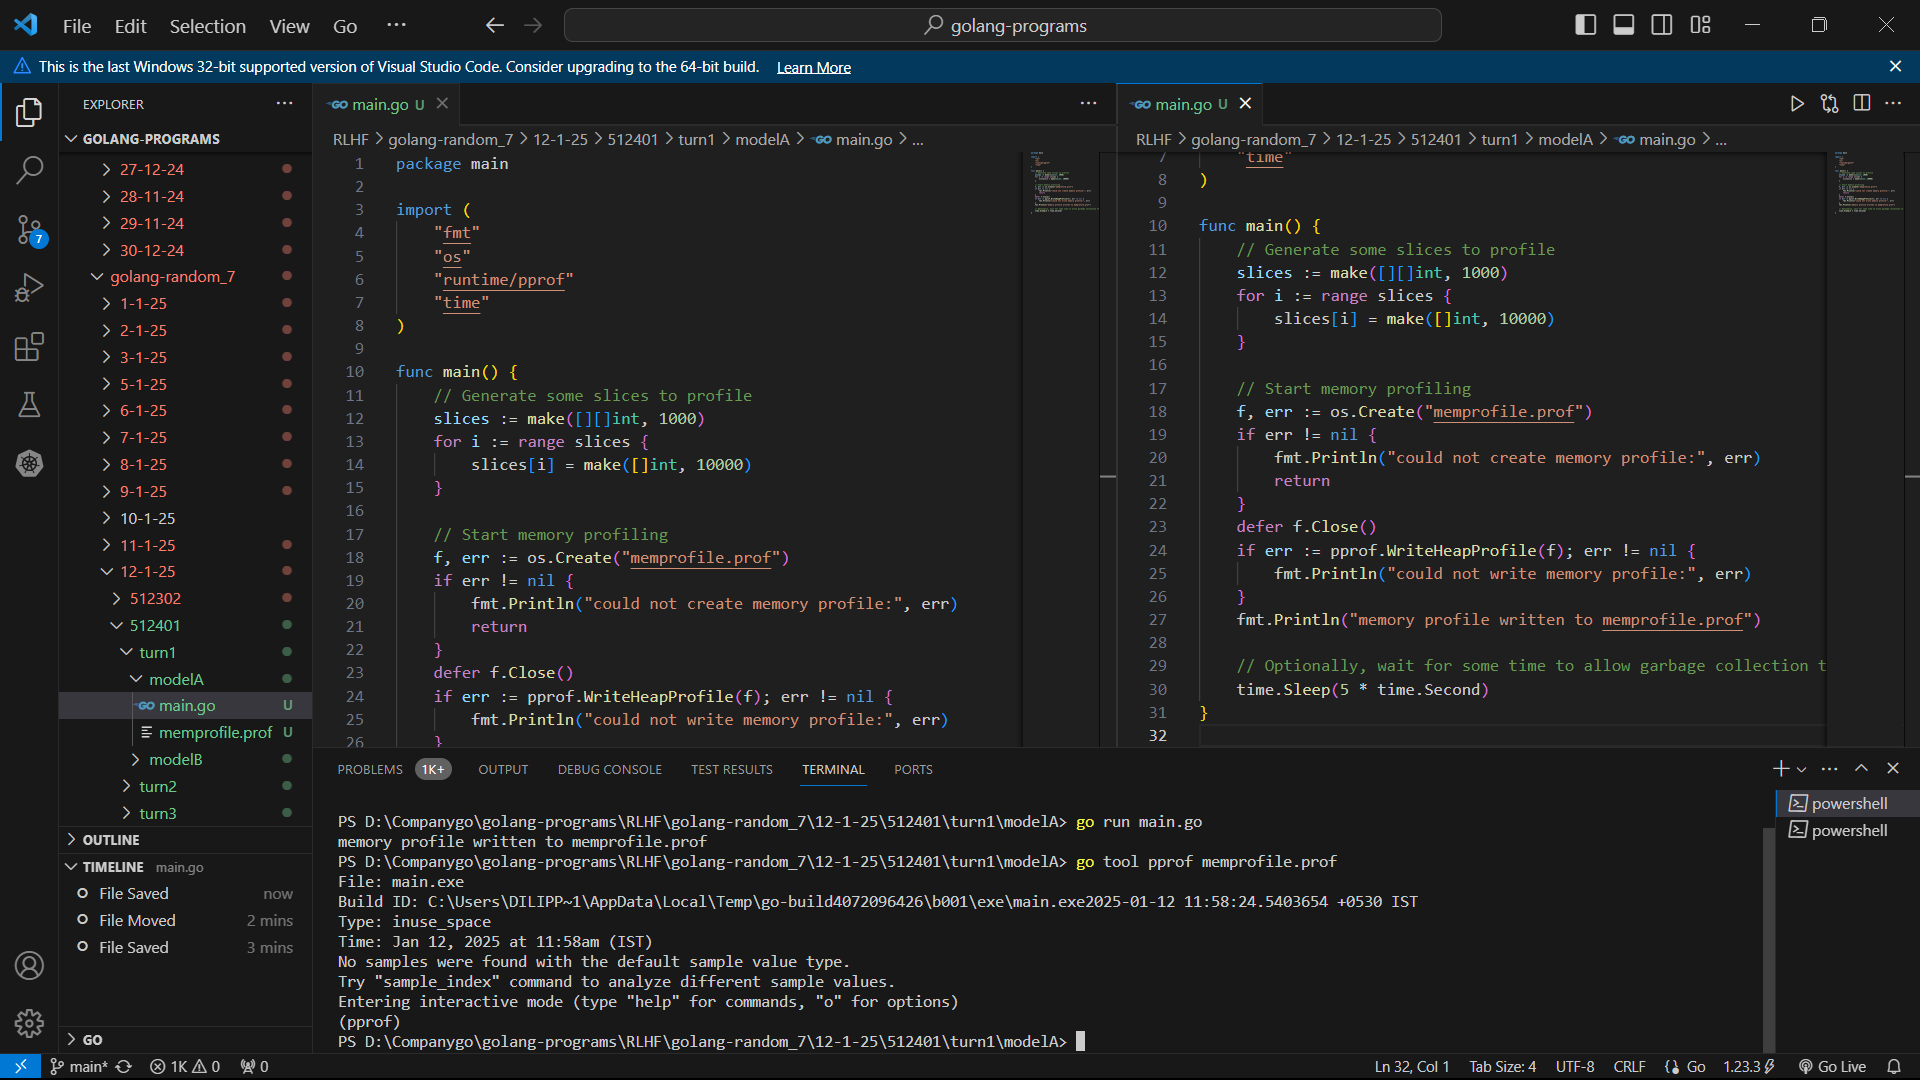 File Edit Selection View Go ··· golang-programs
This is the last Windows 32-bit supported version of Visual Studio Code. Consider upgrading to the 64-bit build. Learn More
EXPLORER
GOLANG-PROGRAMS
27-12-24
28-11-24
29-11-24
30-12-24
golang-random_7
1-1-25
2-1-25
3-1-25
5-1-25
6-1-25
7-1-25
8-1-25
9-1-25
10-1-25
11-1-25
12-1-25
512302
512401
turn1
modelA
main.go U
memprofile.prof U
modelB
turn2
turn3
OUTLINE
TIMELINE main.go
File Saved now
File Moved 2 mins
File Saved 3 mins
GO
7
main.go U
RLHF > golang-random_7 > 12-1-25 > 512401 > turn1 > modelA > main.go > ...
1 package main
2
3 import (
4 "fmt"
5 "os"
6 "runtime/pprof"
7 "time"
8 )
9
10 func main() {
11 // Generate some slices to profile
12 slices := make([][]int, 1000)
13 for i := range slices {
14 slices[i] = make([]int, 10000)
15 }
16
17 // Start memory profiling
18 f, err := os.Create("memprofile.prof")
19 if err != nil {
20 fmt.Println("could not create memory profile:", err)
21 return
22 }
23 defer f.Close()
24 if err := pprof.WriteHeapProfile(f); err != nil {
25 fmt.Println("could not write memory profile:", err)
26 }
main.go U
RLHF > golang-random_7 > 12-1-25 > 512401 > turn1 > modelA > main.go > ...
7 "time"
8 )
9
10 func main() {
11 // Generate some slices to profile
12 slices := make([][]int, 1000)
13 for i := range slices {
14 slices[i] = make([]int, 10000)
15 }
16
17 // Start memory profiling
18 f, err := os.Create("memprofile.prof")
19 if err != nil {
20 fmt.Println("could not create memory profile:", err)
21 return
22 }
23 defer f.Close()
24 if err := pprof.WriteHeapProfile(f); err != nil {
25 fmt.Println("could not write memory profile:", err)
26 }
27 fmt.Println("memory profile written to memprofile.prof")
28
29 // Optionally, wait for some time to allow garbage collection t
30 time.Sleep(5 * time.Second)
31 }
32
PROBLEMS 1K+ OUTPUT DEBUG CONSOLE TEST RESULTS TERMINAL PORTS
PS D:\Companygo\golang-programs\RLHF\golang-random_7\12-1-25\512401\turn1\modelA> go run main.go
memory profile written to memprofile.prof
PS D:\Companygo\golang-programs\RLHF\golang-random_7\12-1-25\512401\turn1\modelA> go tool pprof memprofile.prof
File: main.exe
Build ID: C:\Users\DILIPP~1\AppData\Local\Temp\go-build4072096426\b001\exe\main.exe2025-01-12 11:58:24.5403654 +0530 IST
Type: inuse_space
Time: Jan 12, 2025 at 11:58am (IST)
No samples were found with the default sample value type.
Try "sample_index" command to analyze different sample values.
Entering interactive mode (type "help" for commands, "o" for options)
(pprof)
PS D:\Companygo\golang-programs\RLHF\golang-random_7\12-1-25\512401\turn1\modelA>
powershell
powershell
main* 1K 0 0 Ln 32, Col 1 Tab Size: 4 UTF-8 CRLF Go 1.23.3 Go Live